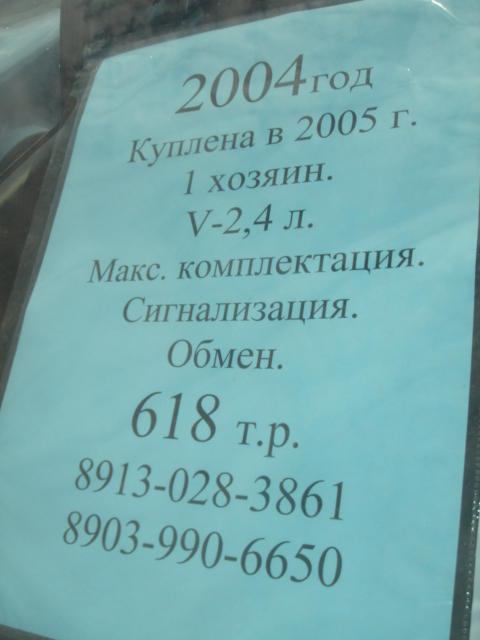 2004год
Куплена в 2005 г.
1 хозяин.
V-2,4 л.
Макс. комплектация.
Сигнализация.
Обмен.
618 т.р.
8913-028-3861
8903-990-6650